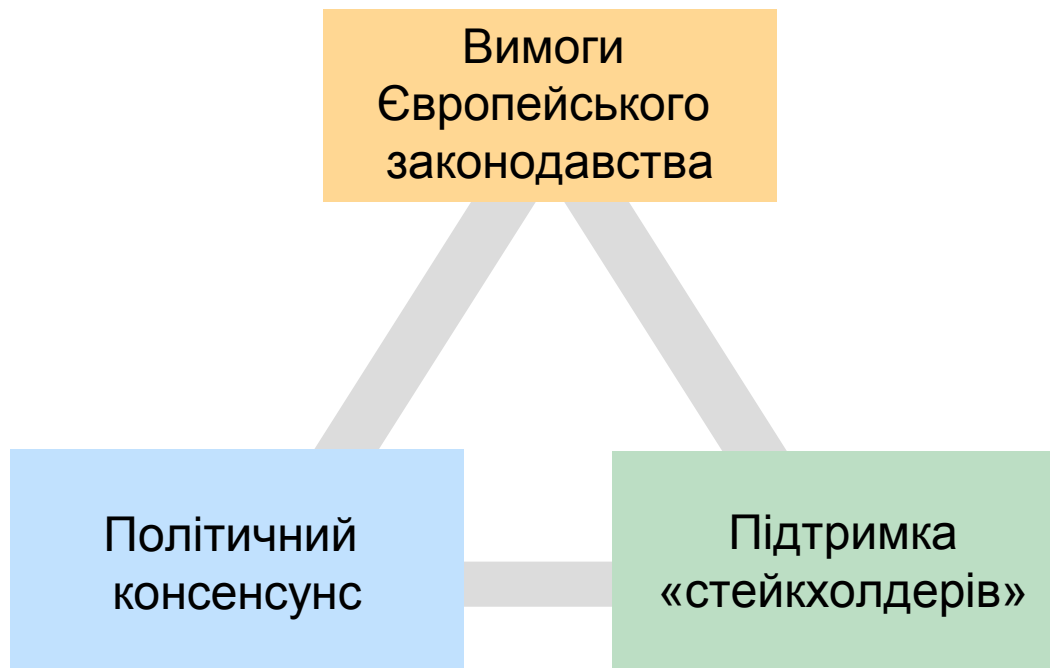 Вимоги
Європейського
законодавства
Політичний
консенсунс
Підтримка
«стейкхолдерів»